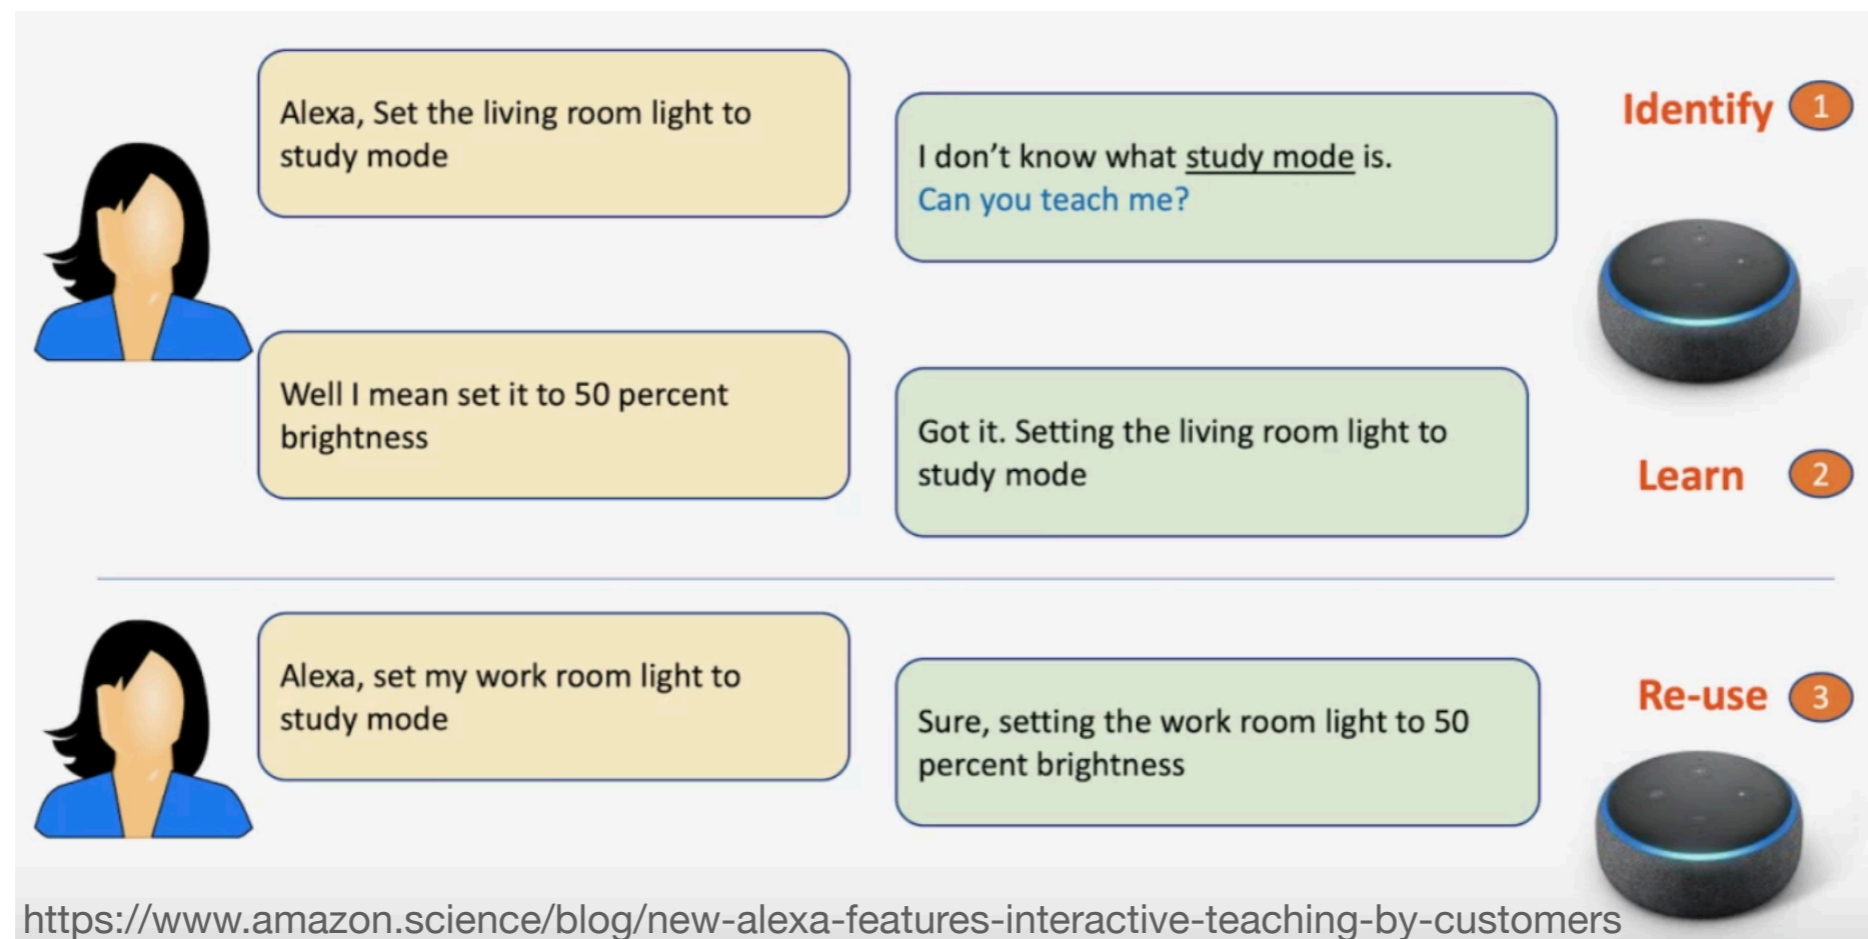 Alexa, Set the living room light to
study mode
Identify 1
I don't know what study mode is.
Can you teach me?
Well I mean set it to 50 percent
brightness
Got it. Setting the living room light to
study mode
Learn 2
Alexa, set my work room light to
study mode
Re-use 3
Sure, setting the work room light to 50
percent brightness
https://www.amazon.science/blog/new-alexa-features-interactive-teaching-by-customers